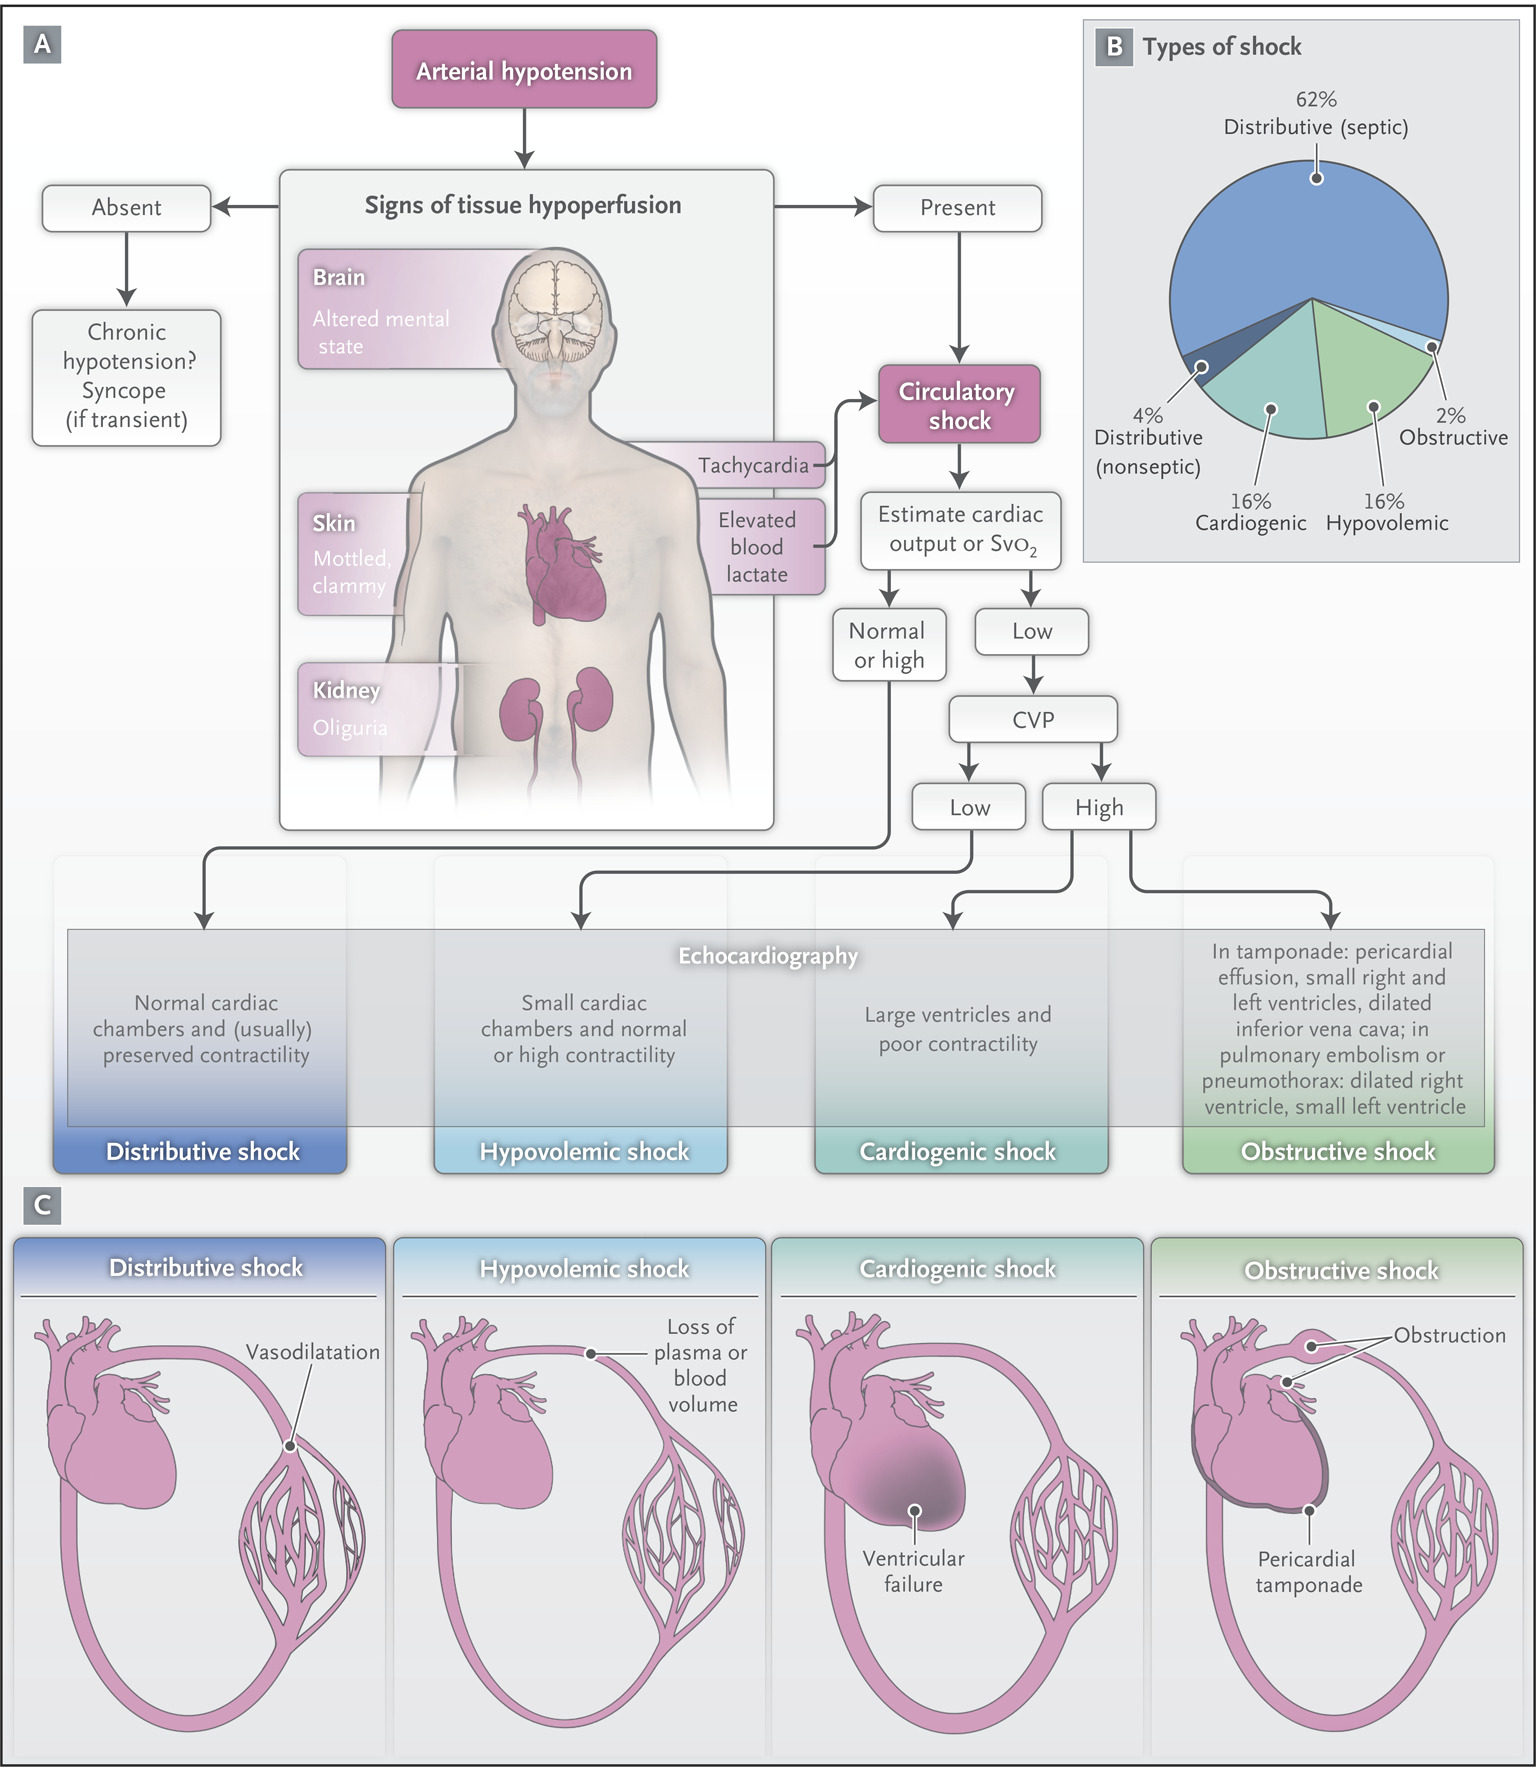 A
Arterial hypotension
Absent
Signs of tissue hypoperfusion
Present
Chronic
hypotension?
Syncope
(if transient)
Brain
Altered mental
state
Skin
Mottled,
clammy
Kidney
Oliguria
Tachycardia
Elevated
blood
lactate
Circulatory
shock
Estimate cardiac
output or SvO₂
Normal
or high
Low
CVP
Low
High
Echocardiography
Normal cardiac
chambers and (usually)
preserved contractility
Distributive shock
Small cardiac
chambers and normal
or high contractility
Hypovolemic shock
Large ventricles and
poor contractility
Cardiogenic shock
In tamponade: pericardial
effusion, small right and
left ventricles, dilated
inferior vena cava; in
pulmonary embolism or
pneumothorax: dilated right
ventricle, small left ventricle
Obstructive shock
B
Types of shock
62%
Distributive (septic)
4%
Distributive
(nonseptic)
16%
Cardiogenic
16%
Hypovolemic
2%
Obstructive
C
Distributive shock
Vasodilatation
Hypovolemic shock
Loss of
plasma or
blood
volume
Cardiogenic shock
Ventricular
failure
Obstructive shock
Obstruction
Pericardial
tamponade